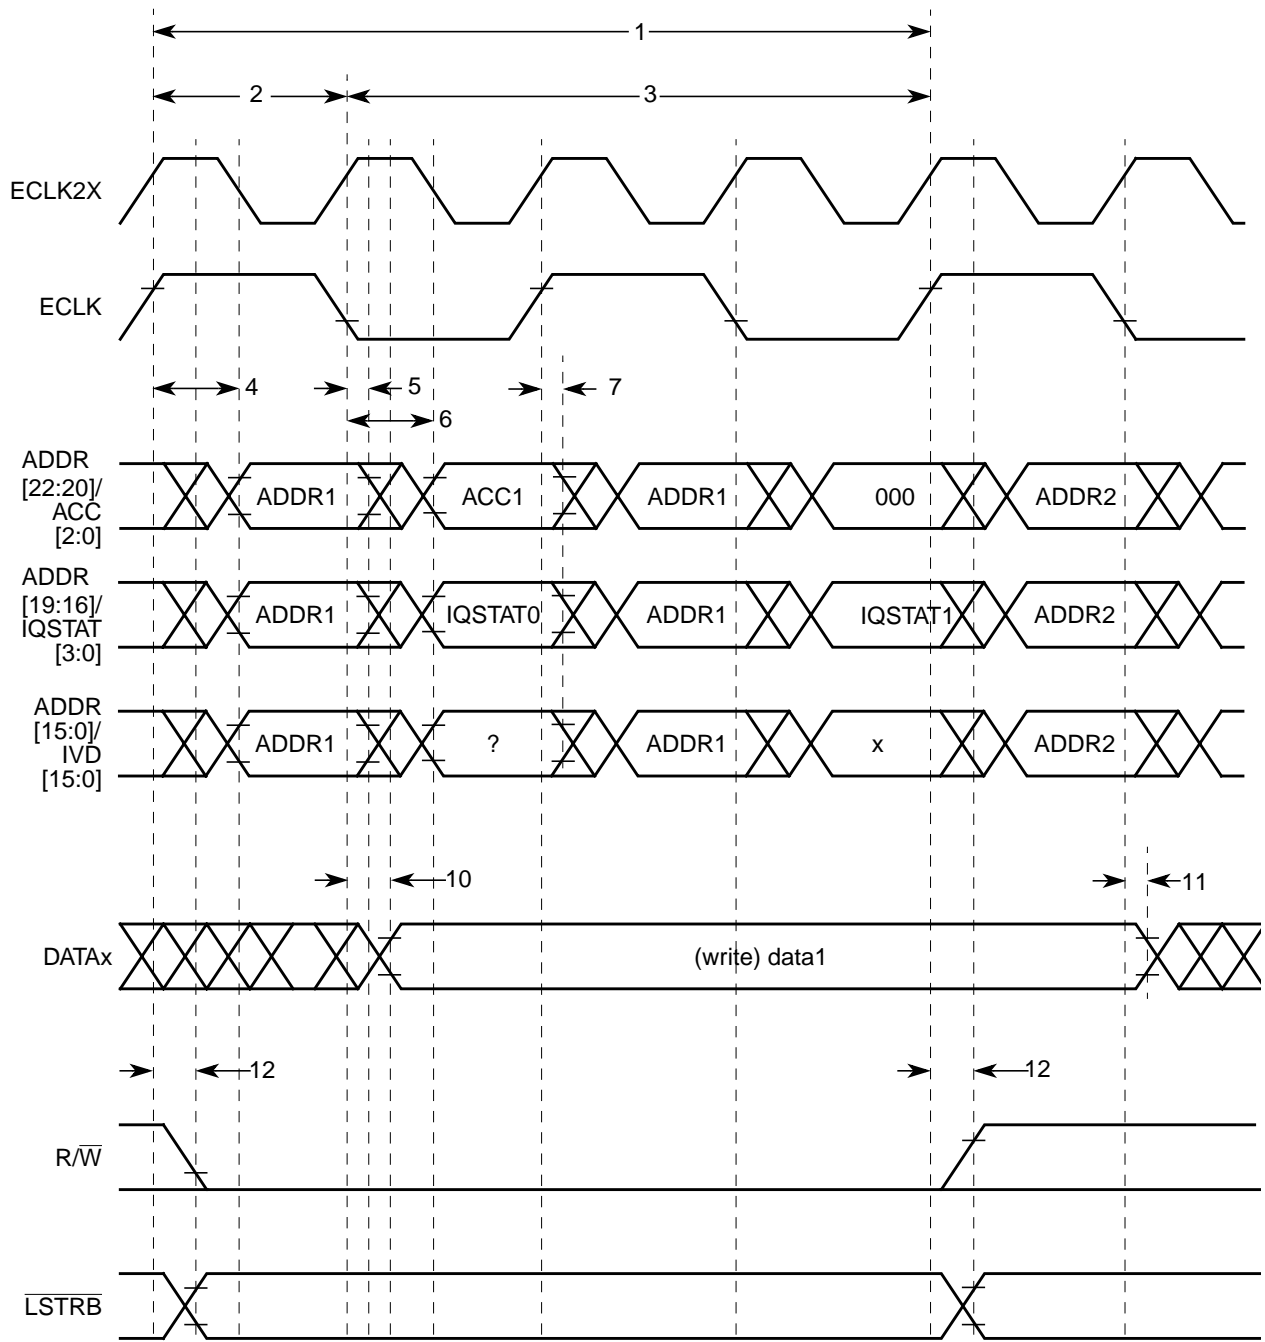 1
2 3
ECLK2X
ECLK
4 5 7
6
ADDR
[22:20]/
ACC
[2:0]
ADDR1 ACC1 ADDR1 000 ADDR2
ADDR
[19:16]/
IQSTAT
[3:0]
ADDR1 IQSTAT0 ADDR1 IQSTAT1 ADDR2
ADDR
[15:0]/
IVD
[15:0]
ADDR1 ? ADDR1 x ADDR2
10 11
DATAx (write) data1
12 12
R/W̅
L̅S̅T̅R̅B̅